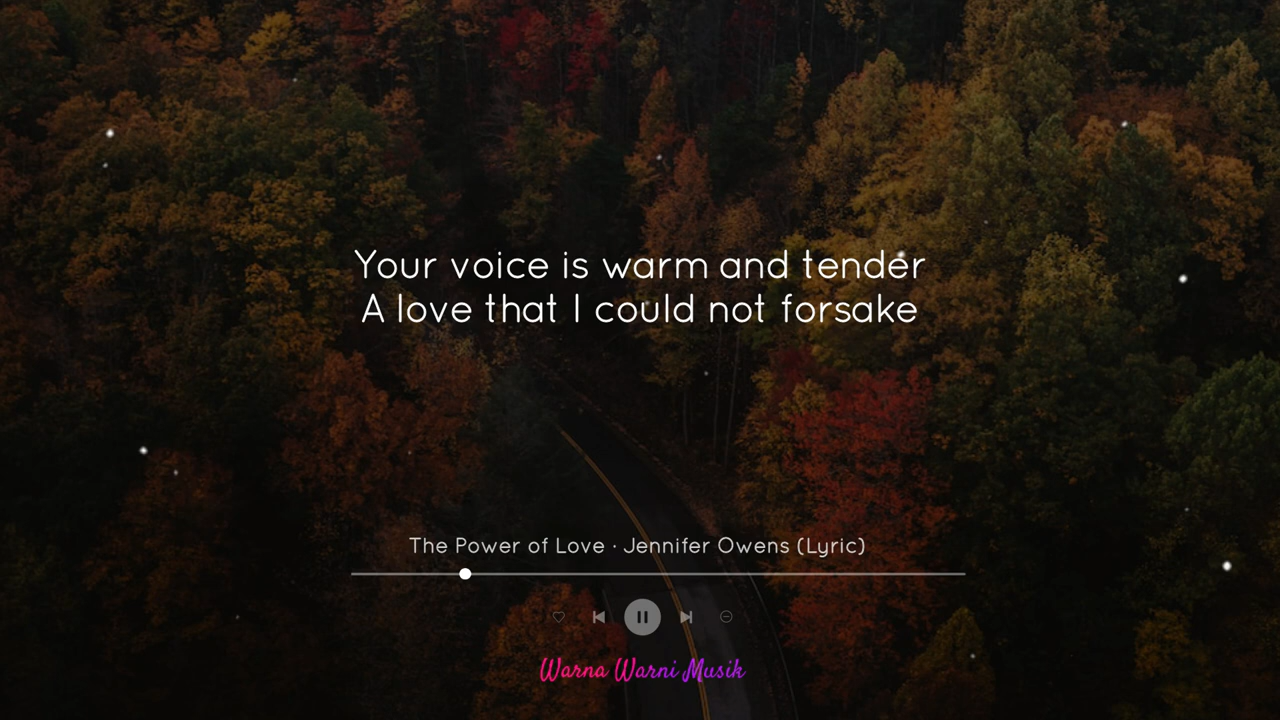 Your voice is warm and tender
A love that I could not forsake
The Power of Love · Jennifer Owens (Lyric)
Warna Warni Musik